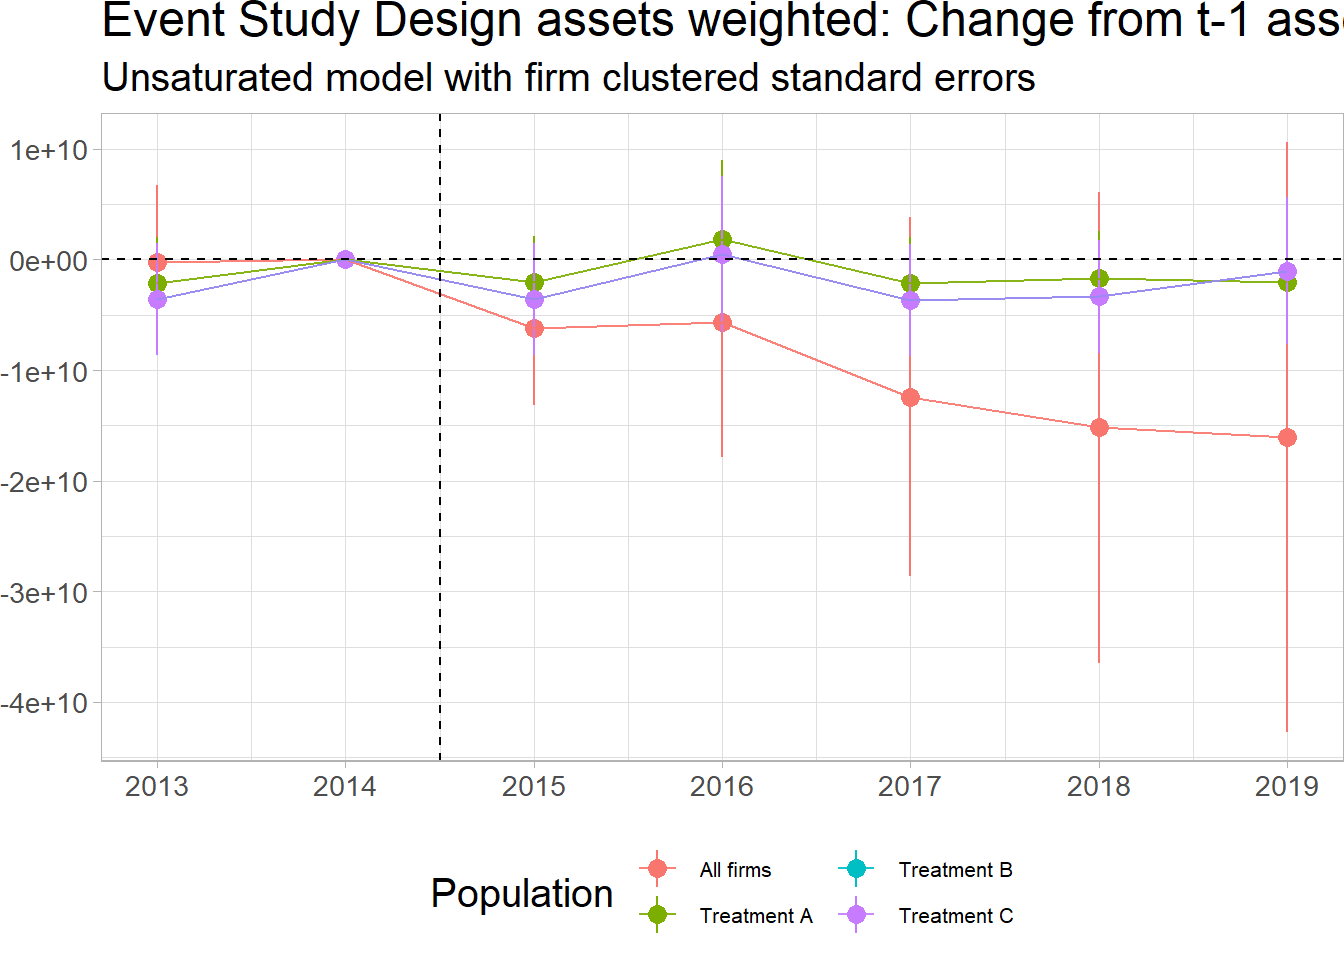 Event Study Design assets weighted: Change from t-1
Unsaturated model with firm clustered standard errors
1e+10
0e+00
-1e+10
-2e+10
-3e+10
-4e+10
2013 2014 2015 2016 2017 2018 2019
Population
All firms
Treatment A
Treatment B
Treatment C